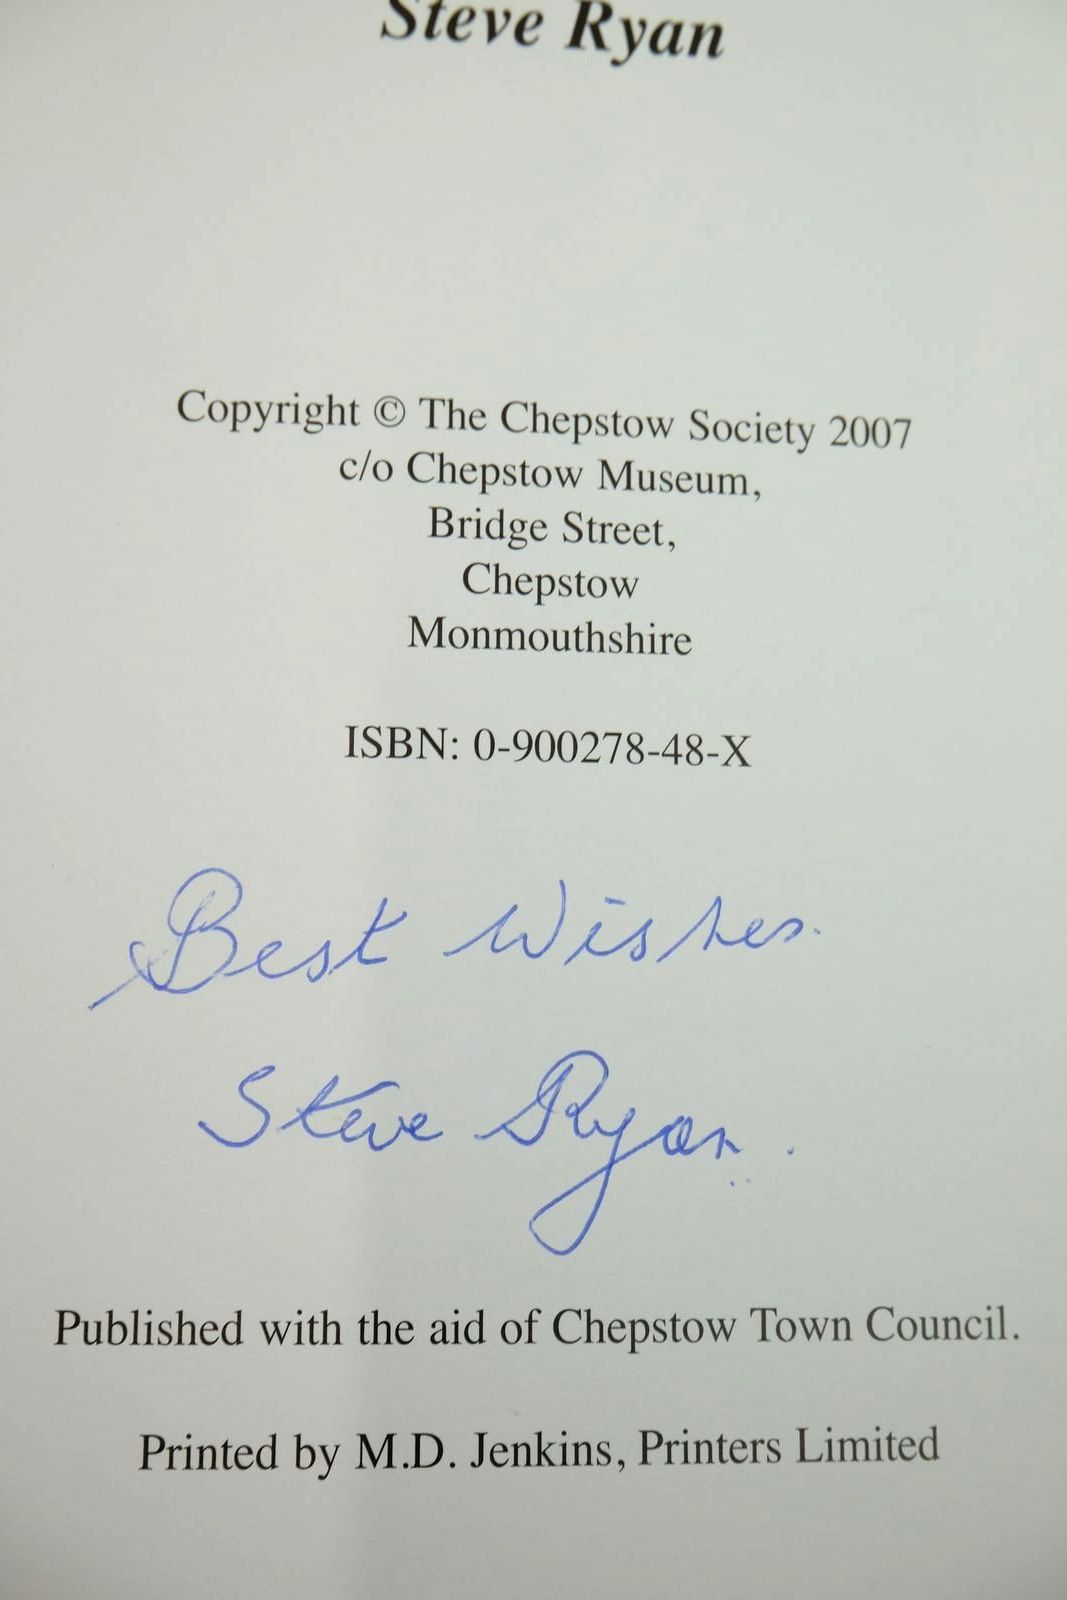 Steve Ryan
Copyright © The Chepstow Society 2007
c/o Chepstow Museum,
Bridge Street,
Chepstow
Monmouthshire
ISBN: 0-900278-48-X
Best Wishes.
Steve Ryan.
Published with the aid of Chepstow Town Council.
Printed by M.D. Jenkins, Printers Limited